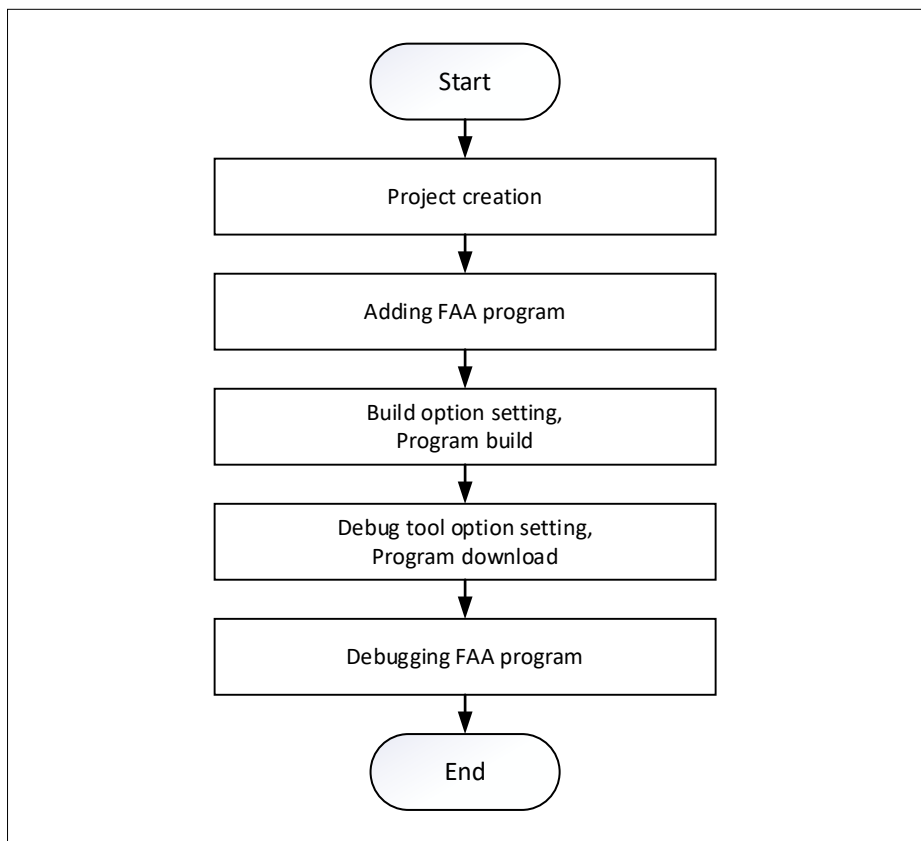 Start
Project creation
Adding FAA program
Build option setting,
Program build
Debug tool option setting,
Program download
Debugging FAA program
End